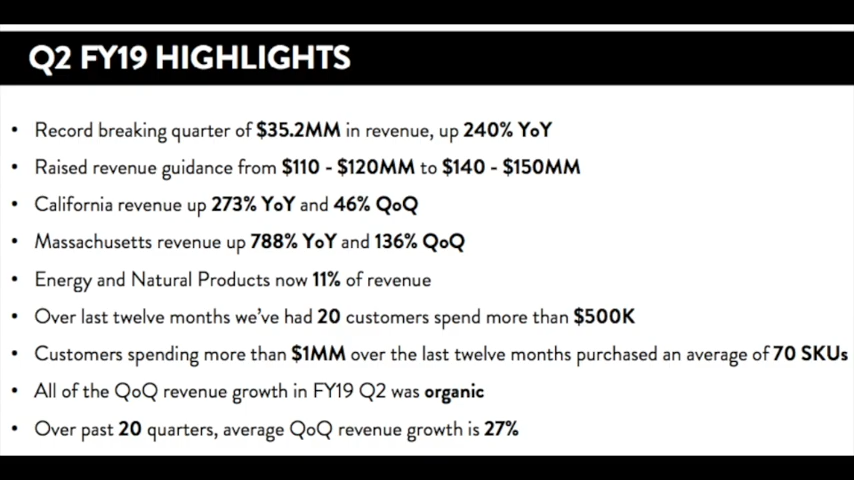 Q2 FY19 HIGHLIGHTS
• Record breaking quarter of $35.2MM in revenue, up 240% YoY
• Raised revenue guidance from $110 - $120MM to $140 - $150MM
• California revenue up 273% YoY and 46% QoQ
• Massachusetts revenue up 788% YoY and 136% QoQ
• Energy and Natural Products now 11% of revenue
• Over last twelve months we've had 20 customers spend more than $500K
• Customers spending more than $1MM over the last twelve months purchased an average of 70 SKUs
• All of the QoQ revenue growth in FY19 Q2 was organic
• Over past 20 quarters, average QoQ revenue growth is 27%